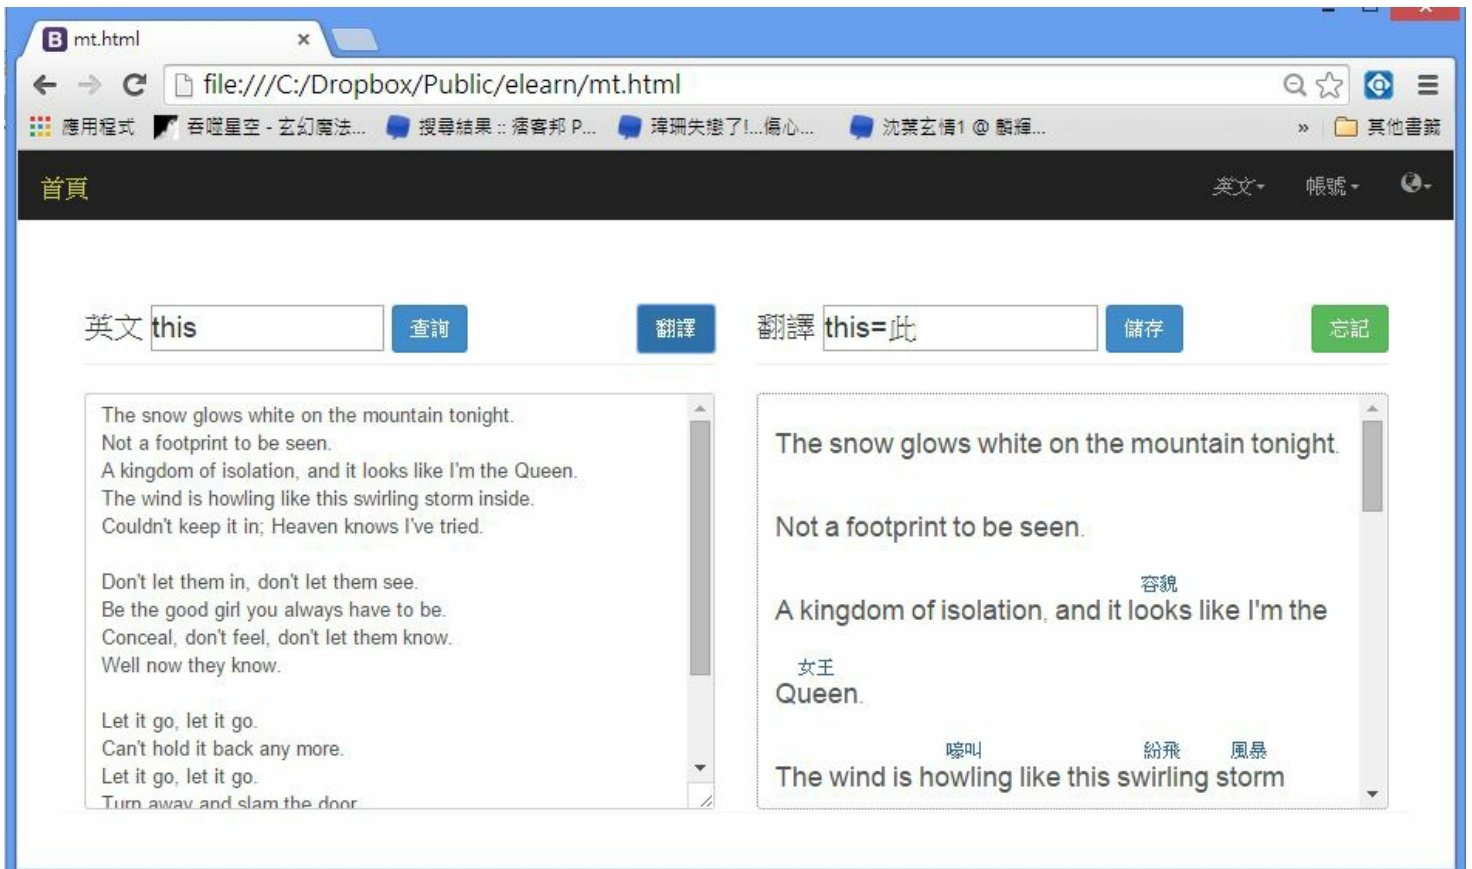 mt.html
file:///C:/Dropbox/Public/elearn/mt.html
應用程式 吞噬星空 - 玄幻魔法... 搜尋結果 :: 痞客邦 P... 瑋珊失戀了!...傷心... 沈葉玄情1 @ 麟輝... » 其他書籤
首頁 英文 帳號
英文 this 查詢 翻譯
The snow glows white on the mountain tonight.
Not a footprint to be seen.
A kingdom of isolation, and it looks like I'm the Queen.
The wind is howling like this swirling storm inside.
Couldn't keep it in; Heaven knows I've tried.
Don't let them in, don't let them see.
Be the good girl you always have to be.
Conceal, don't feel, don't let them know.
Well now they know.
Let it go, let it go.
Can't hold it back any more.
Let it go, let it go.
Turn away and slam the door
翻譯 this=此 儲存 忘記
The snow glows white on the mountain tonight.
Not a footprint to be seen.
容貌
A kingdom of isolation, and it looks like I'm the
女王
Queen.
嚎叫 紛飛 風暴
The wind is howling like this swirling storm